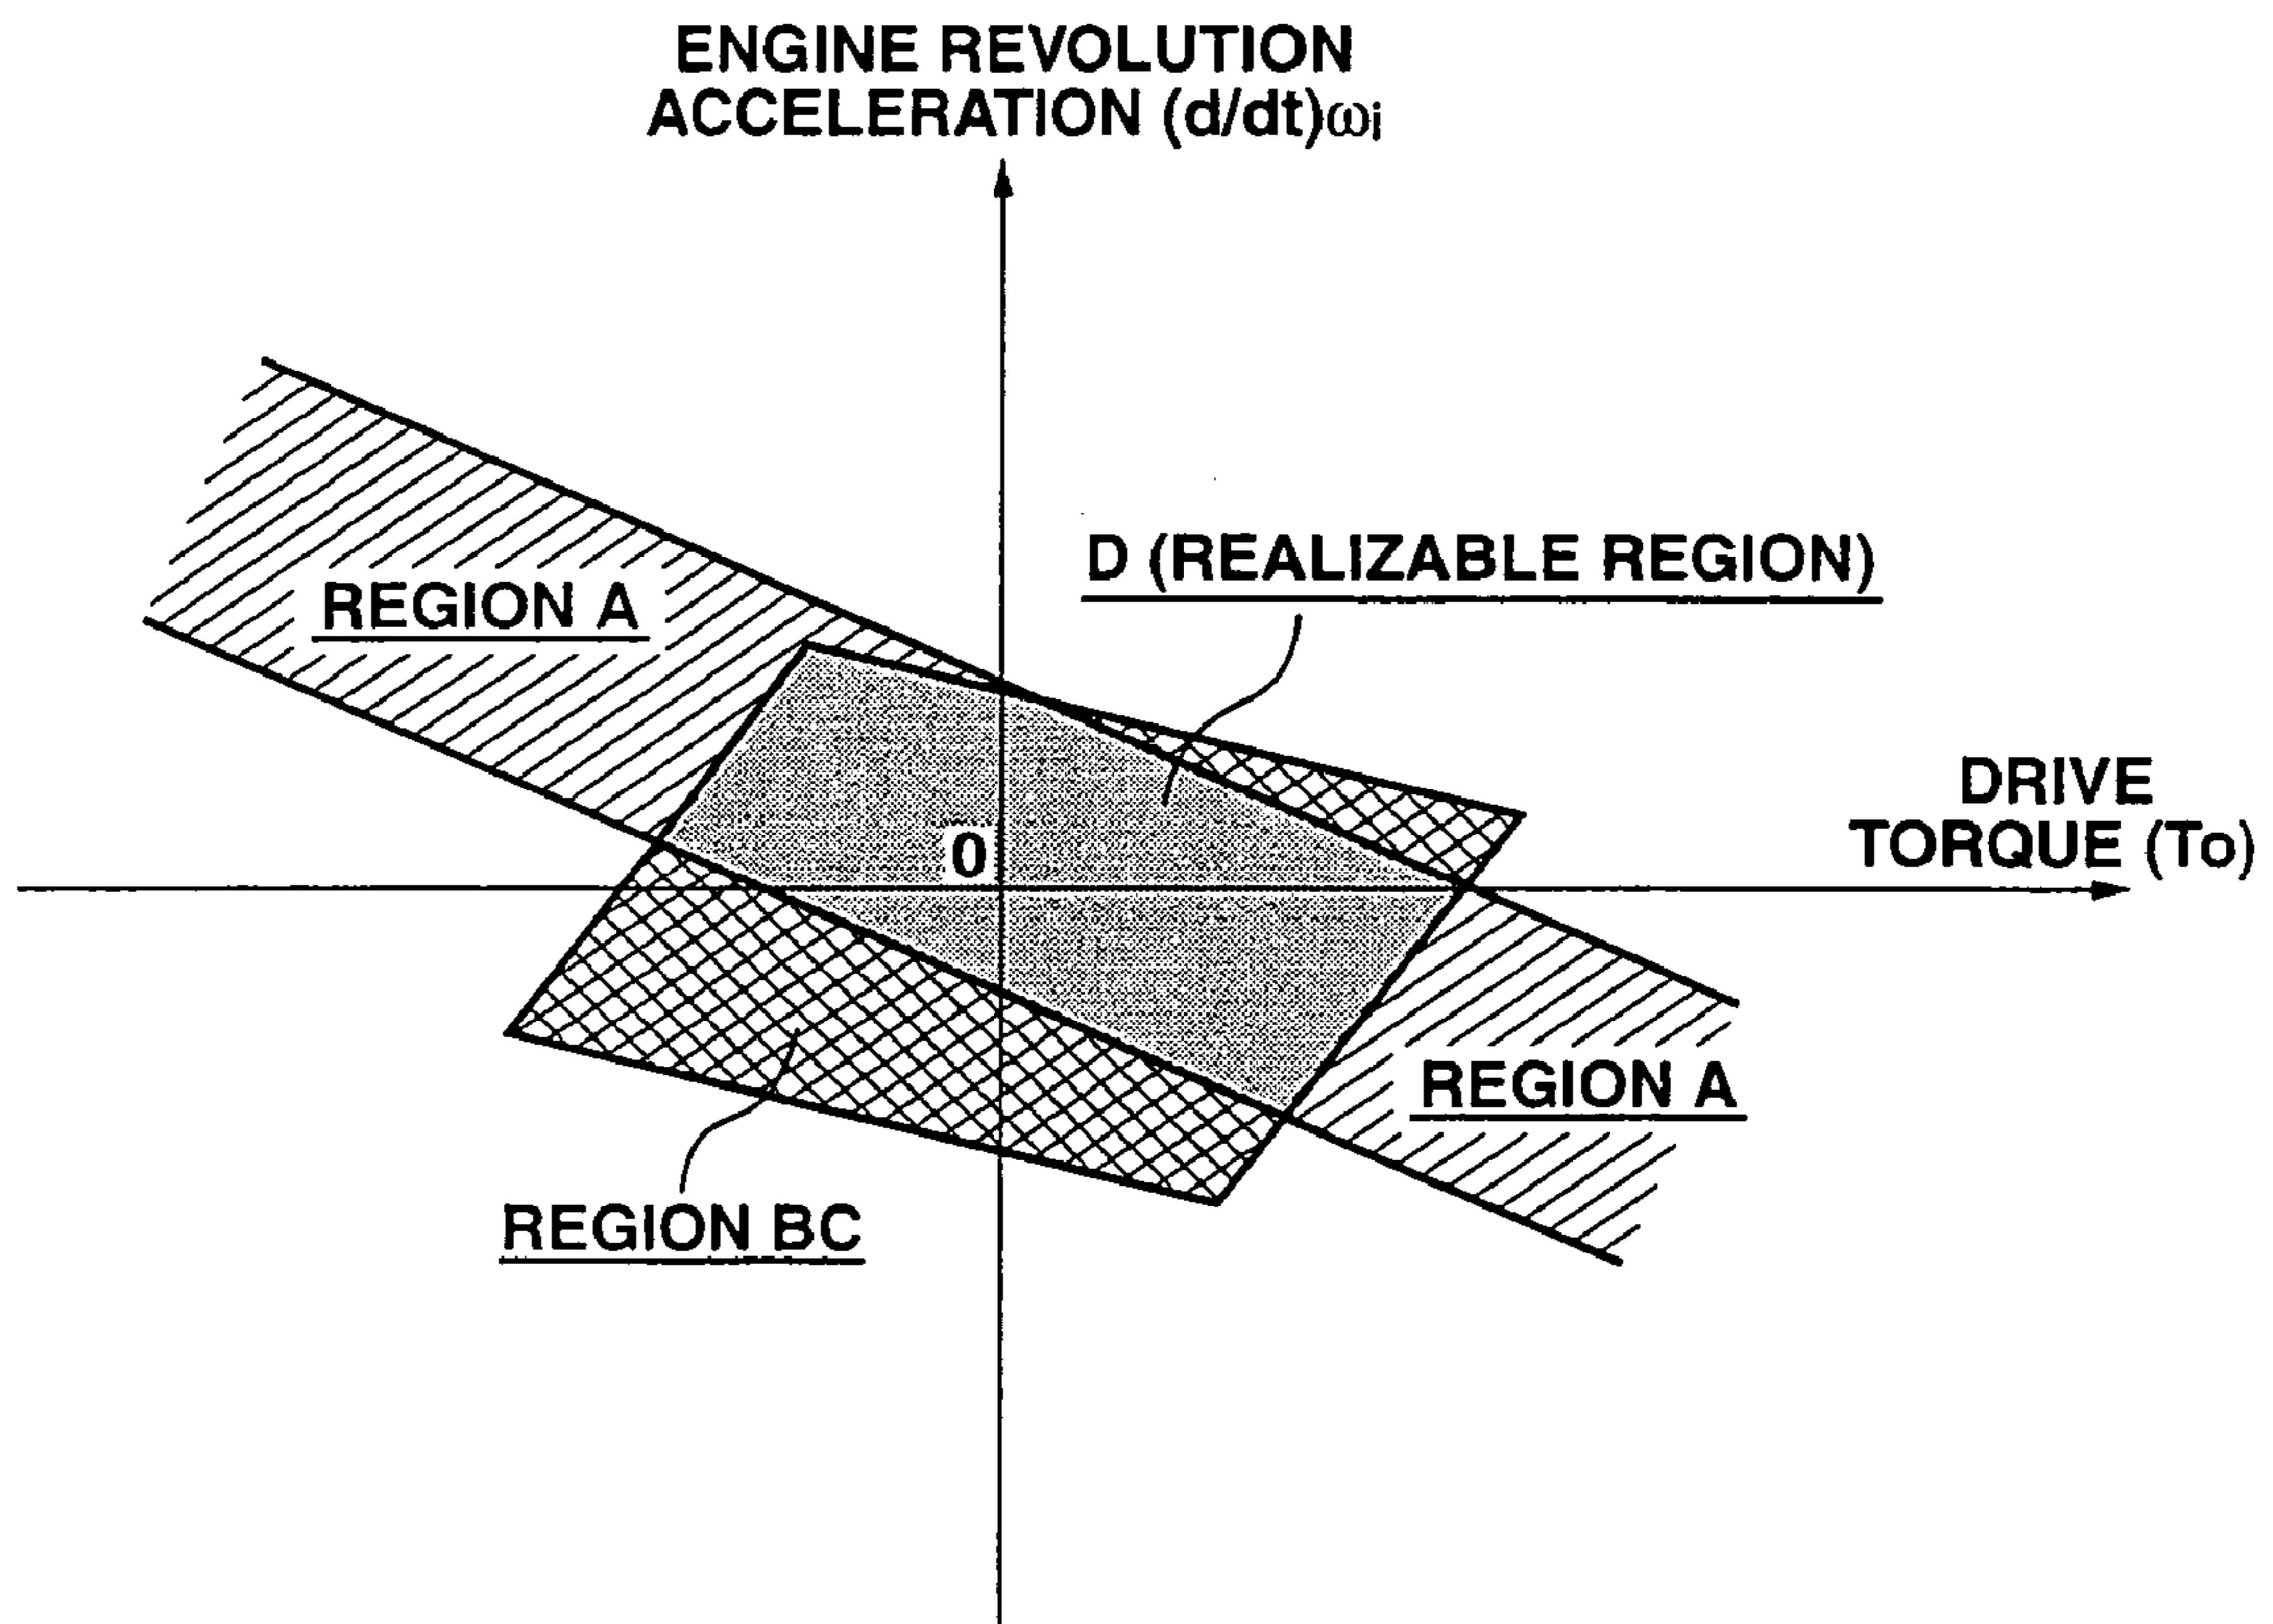 ENGINE REVOLUTION
ACCELERATION (d/dt)ωi
D (REALIZABLE REGION)
REGION A
DRIVE
TORQUE (To)
0
REGION A
REGION BC